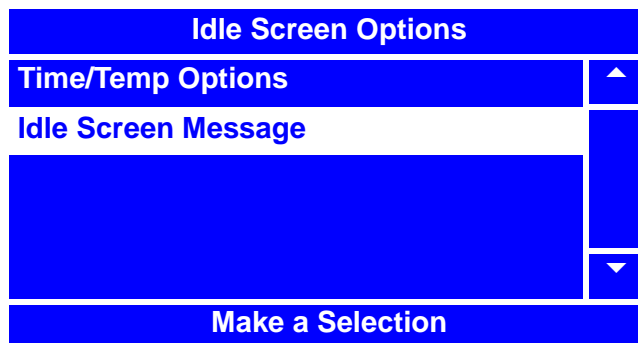 Idle Screen Options
Time/Temp Options
Idle Screen Message
Make a Selection